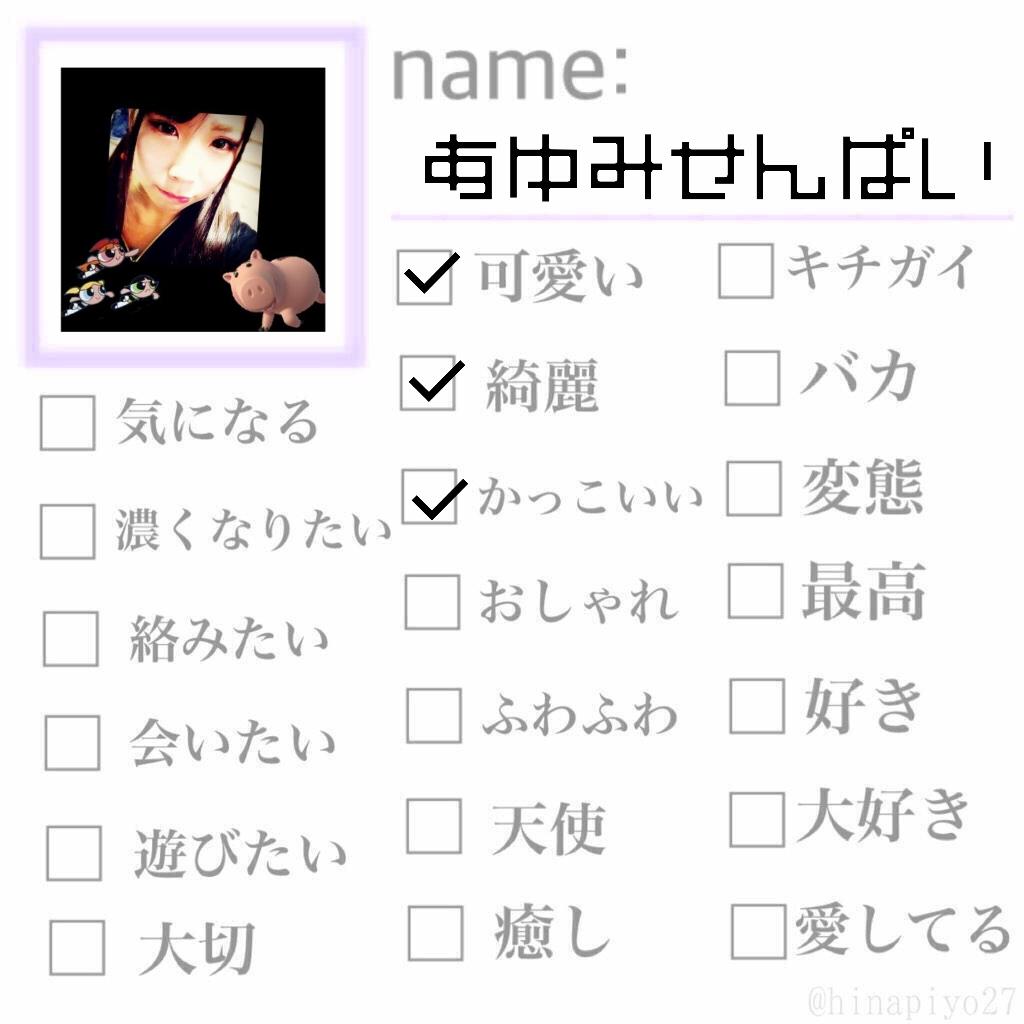 name:
あゆみせんぱい
可愛い
綺麗
かっこいい
おしゃれ
ふわふわ
天使
癒し
キチガイ
バカ
変態
最高
好き
大好き
愛してる
気になる
濃くなりたい
絡みたい
会いたい
遊びたい
大切
@hinapiyo27